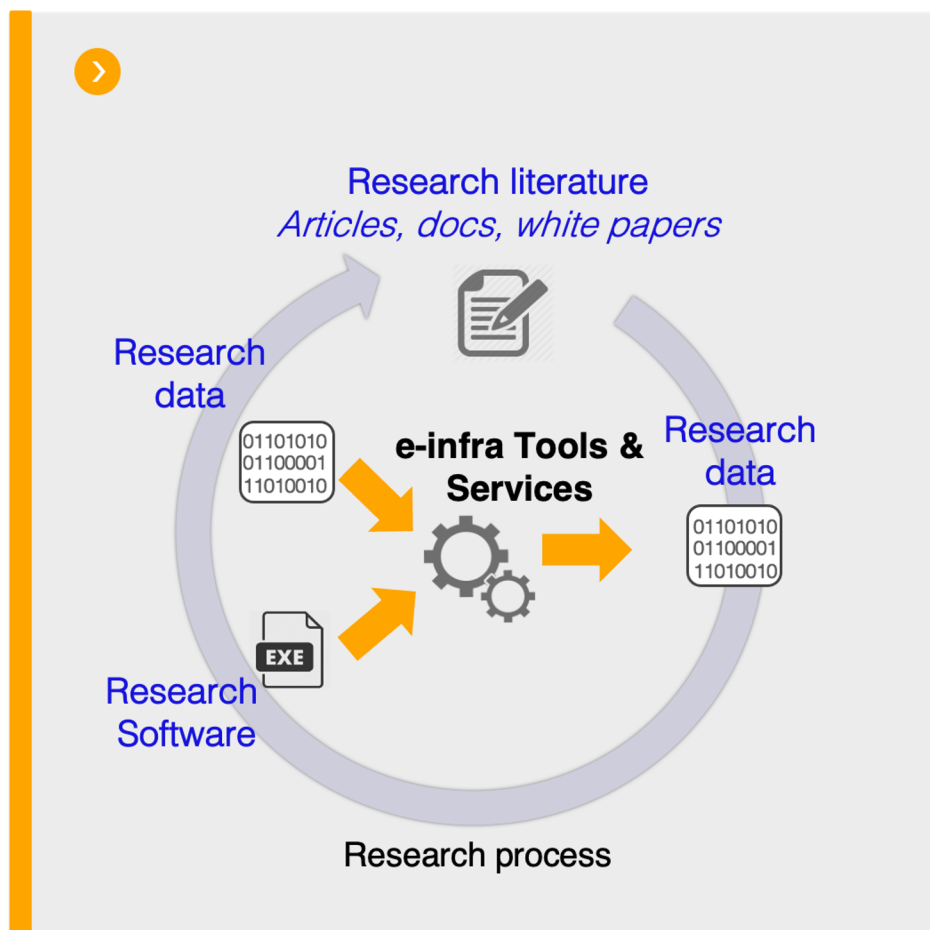 Research literature
Articles, docs, white papers
Research
data
01101010
01100001
11010010
e-infra Tools &
Services
Research
data
01101010
01100001
11010010
EXE
Research
Software
Research process